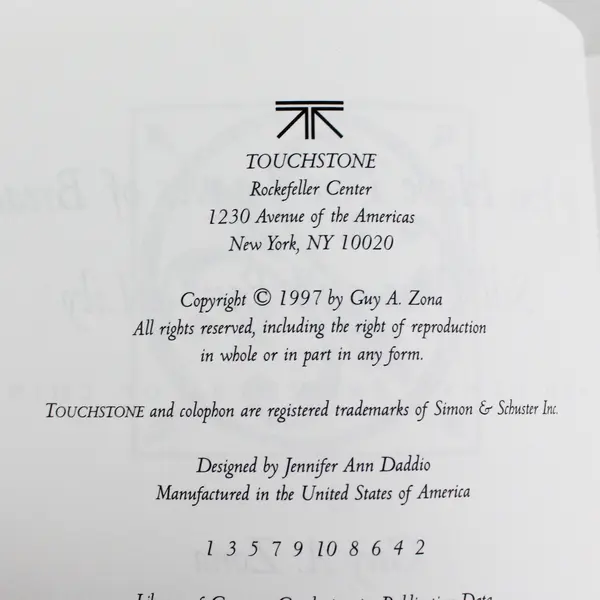 TOUCHSTONE
Rockefeller Center
1230 Avenue of the Americas
New York, NY 10020
Copyright © 1997 by Guy A. Zona
All rights reserved, including the right of reproduction
in whole or in part in any form.
TOUCHSTONE and colophon are registered trademarks of Simon & Schuster Inc.
Designed by Jennifer Ann Daddio
Manufactured in the United States of America
1 3 5 7 9 10 8 6 4 2